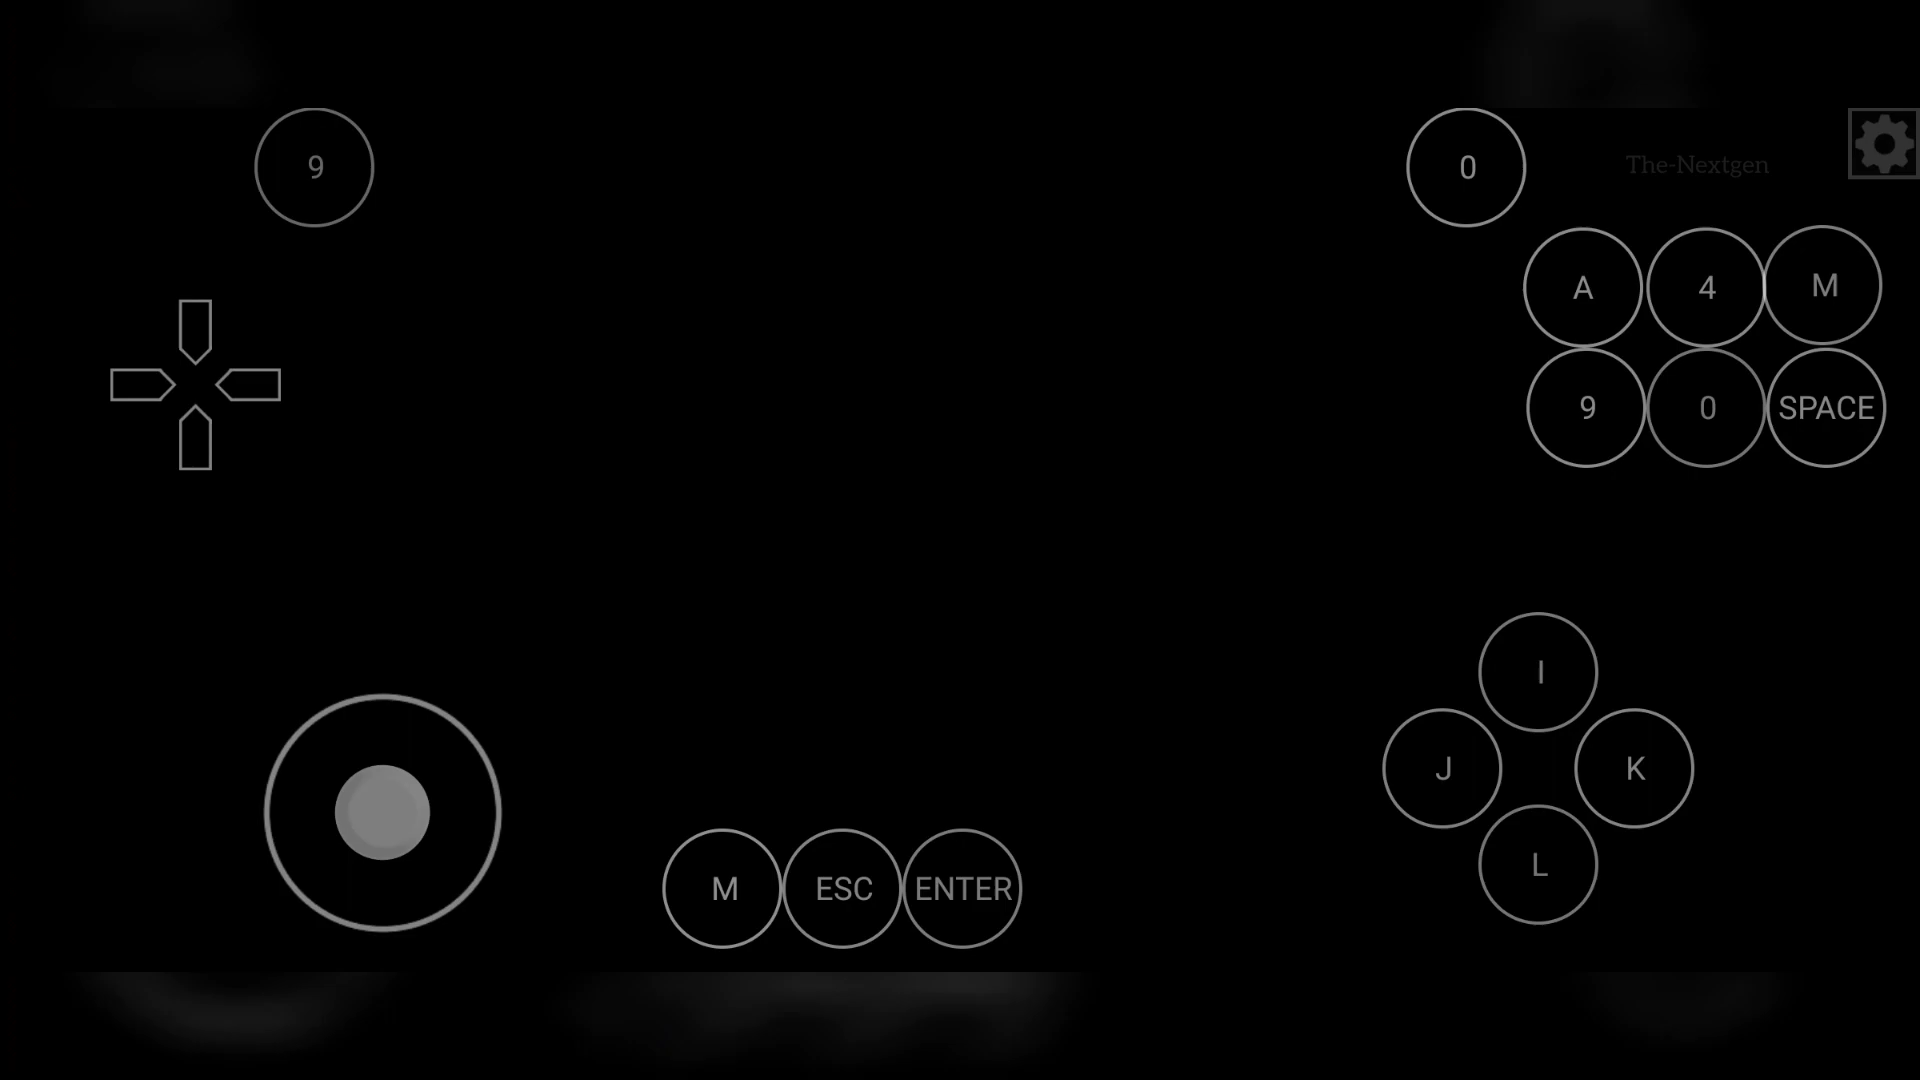 9
0
The-Nextgen
A 4 M
9 0 SPACE
I
J K
L
M ESC ENTER